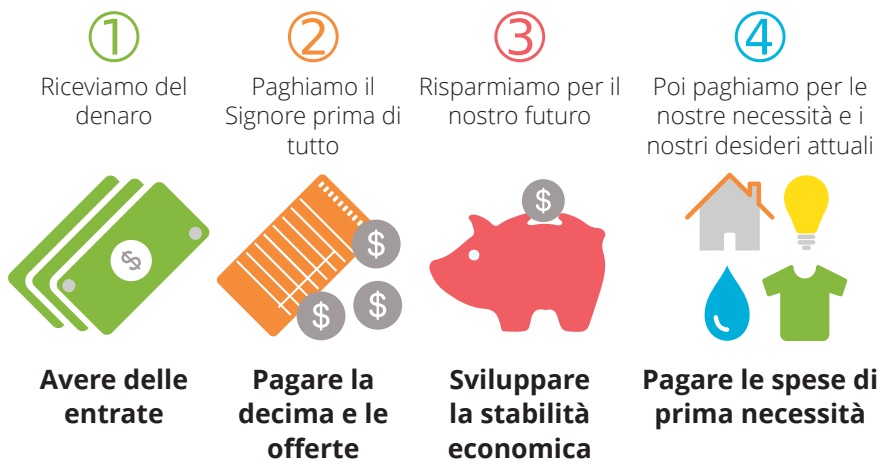 1
Riceviamo del
denaro
Avere delle
entrate
2
Paghiamo il
Signore prima di
tutto
$
$
$
Pagare la
decima e le
offerte
3
Risparmiamo per il
nostro futuro
$
Sviluppare
la stabilità
economica
4
Poi paghiamo per le
nostre necessità e i
nostri desideri attuali
Pagare le spese di
prima necessità